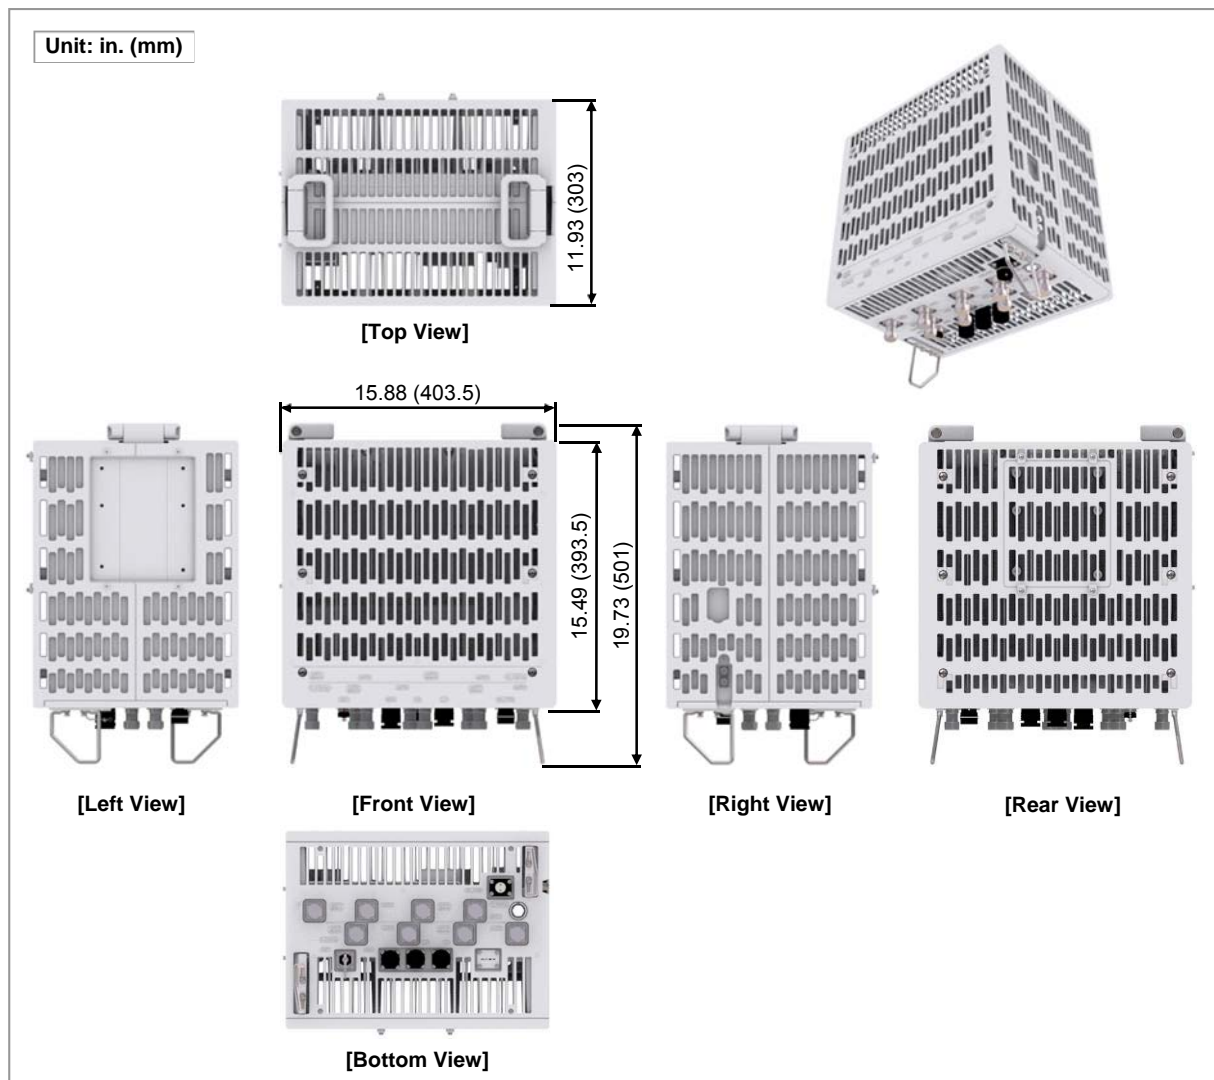 Unit: in. (mm)
11.93 (303)
[Top View]
15.88 (403.5)
15.49 (393.5)
19.73 (501)
[Left View]
[Front View]
[Right View]
[Rear View]
[Bottom View]